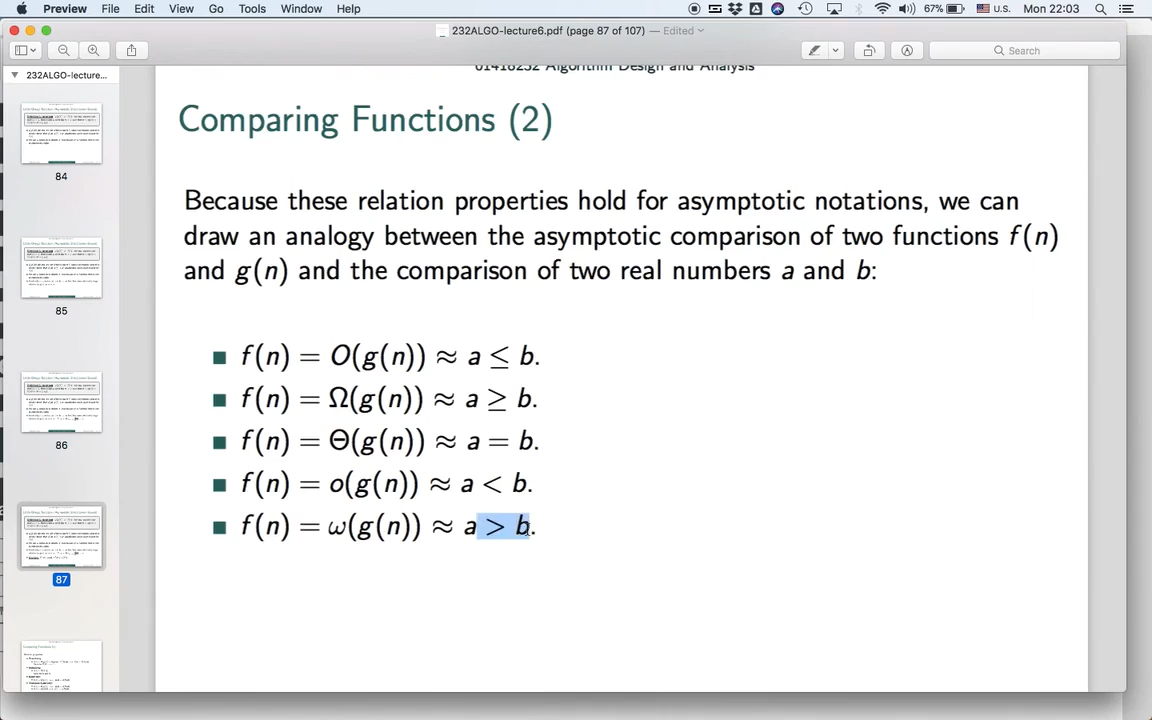 Preview File Edit View Go Tools Window Help 67% U.S. Mon 22:03
232ALGO-lecture6.pdf (page 87 of 107) — Edited
Search
232ALGO-lecture...
84
85
86
87
01418232 Algorithm Design and Analysis
Comparing Functions (2)
Because these relation properties hold for asymptotic notations, we can
draw an analogy between the asymptotic comparison of two functions f(n)
and g(n) and the comparison of two real numbers a and b:
■ f(n) = O(g(n)) ≈ a ≤ b.
■ f(n) = Ω(g(n)) ≈ a ≥ b.
■ f(n) = Θ(g(n)) ≈ a = b.
■ f(n) = o(g(n)) ≈ a < b.
■ f(n) = ω(g(n)) ≈ a > b.